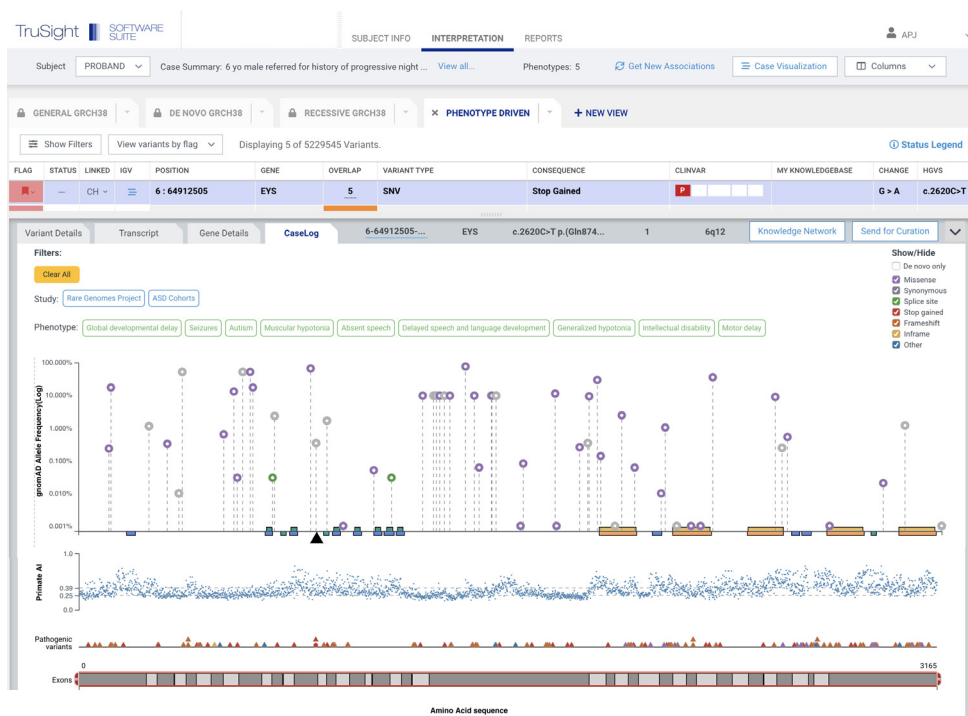 TruSight SOFTWARE SUITE
SUBJECT INFO INTERPRETATION REPORTS
APJ
Subject PROBAND Case Summary: 6 yo male referred for history of progressive night ... View all... Phenotypes: 5 Get New Associations Case Visualization Columns
GENERAL GRCH38 DE NOVO GRCH38 RECESSIVE GRCH38 × PHENOTYPE DRIVEN + NEW VIEW
Show Filters View variants by flag Displaying 5 of 5229545 Variants. Status Legend
FLAG STATUS LINKED IGV POSITION GENE OVERLAP VARIANT TYPE CONSEQUENCE CLINVAR MY KNOWLEDGEBASE CHANGE HGVS
– CH 6 : 64912505 EYS 5 SNV Stop Gained P G > A c.2620C>T
Variant Details Transcript Gene Details CaseLog 6-64912505-... EYS c.2620C>T p.(Gln874... 1 6q12 Knowledge Network Send for Curation
Filters:
Clear All
Study: Rare Genomes Project ASD Cohorts
Phenotype: Global developmental delay Seizures Autism Muscular hypotonia Absent speech Delayed speech and language development Generalized hypotonia Intellectual disability Motor delay
Show/Hide
De novo only
Missense
Synonymous
Splice site
Stop gained
Frameshift
Inframe
Other
gnomAD Allele Frequency(Log)
100.000%
10.000%
1.000%
0.100%
0.010%
0.001%
Primate AI
1.0
0.39
0.25
0.0
Pathogenic
variants
0 3165
Exons
Amino Acid sequence